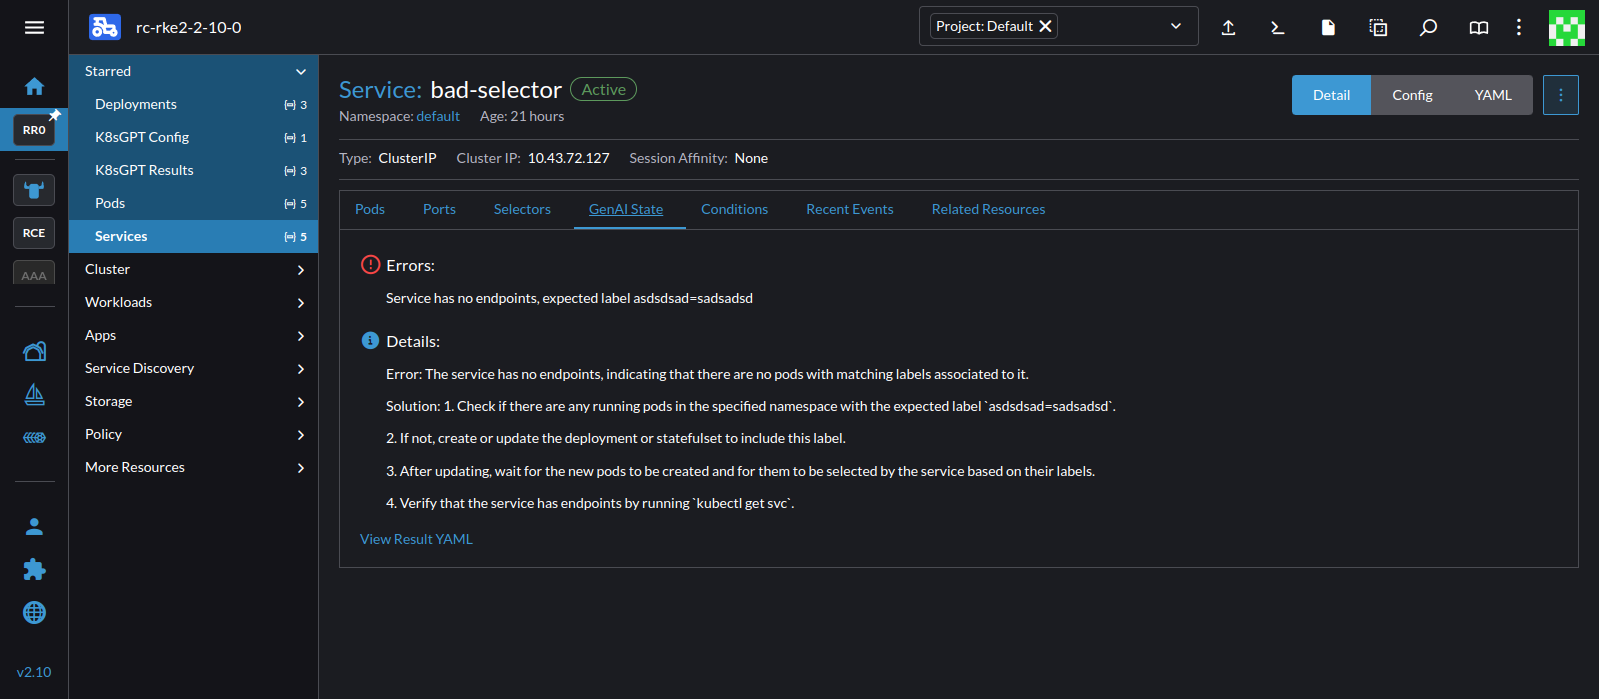 rc-rke2-2-10-0
Project: Default
RR0
RCE
AAA
v2.10
Starred
Deployments 3
K8sGPT Config 1
K8sGPT Results 3
Pods 5
Services 5
Cluster
Workloads
Apps
Service Discovery
Storage
Policy
More Resources
Service: bad-selector Active
Namespace: default Age: 21 hours
Detail Config YAML
Type: ClusterIP Cluster IP: 10.43.72.127 Session Affinity: None
Pods Ports Selectors GenAI State Conditions Recent Events Related Resources
Errors:
Service has no endpoints, expected label asdsdsad=sadsadsd
Details:
Error: The service has no endpoints, indicating that there are no pods with matching labels associated to it.
Solution: 1. Check if there are any running pods in the specified namespace with the expected label `asdsdsad=sadsadsd`.
2. If not, create or update the deployment or statefulset to include this label.
3. After updating, wait for the new pods to be created and for them to be selected by the service based on their labels.
4. Verify that the service has endpoints by running `kubectl get svc`.
View Result YAML